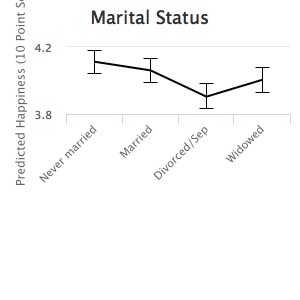 Marital Status
Predicted Happiness (10 Point
4.2
3.8
Never married
Married
Divorced/Sep
Widowed